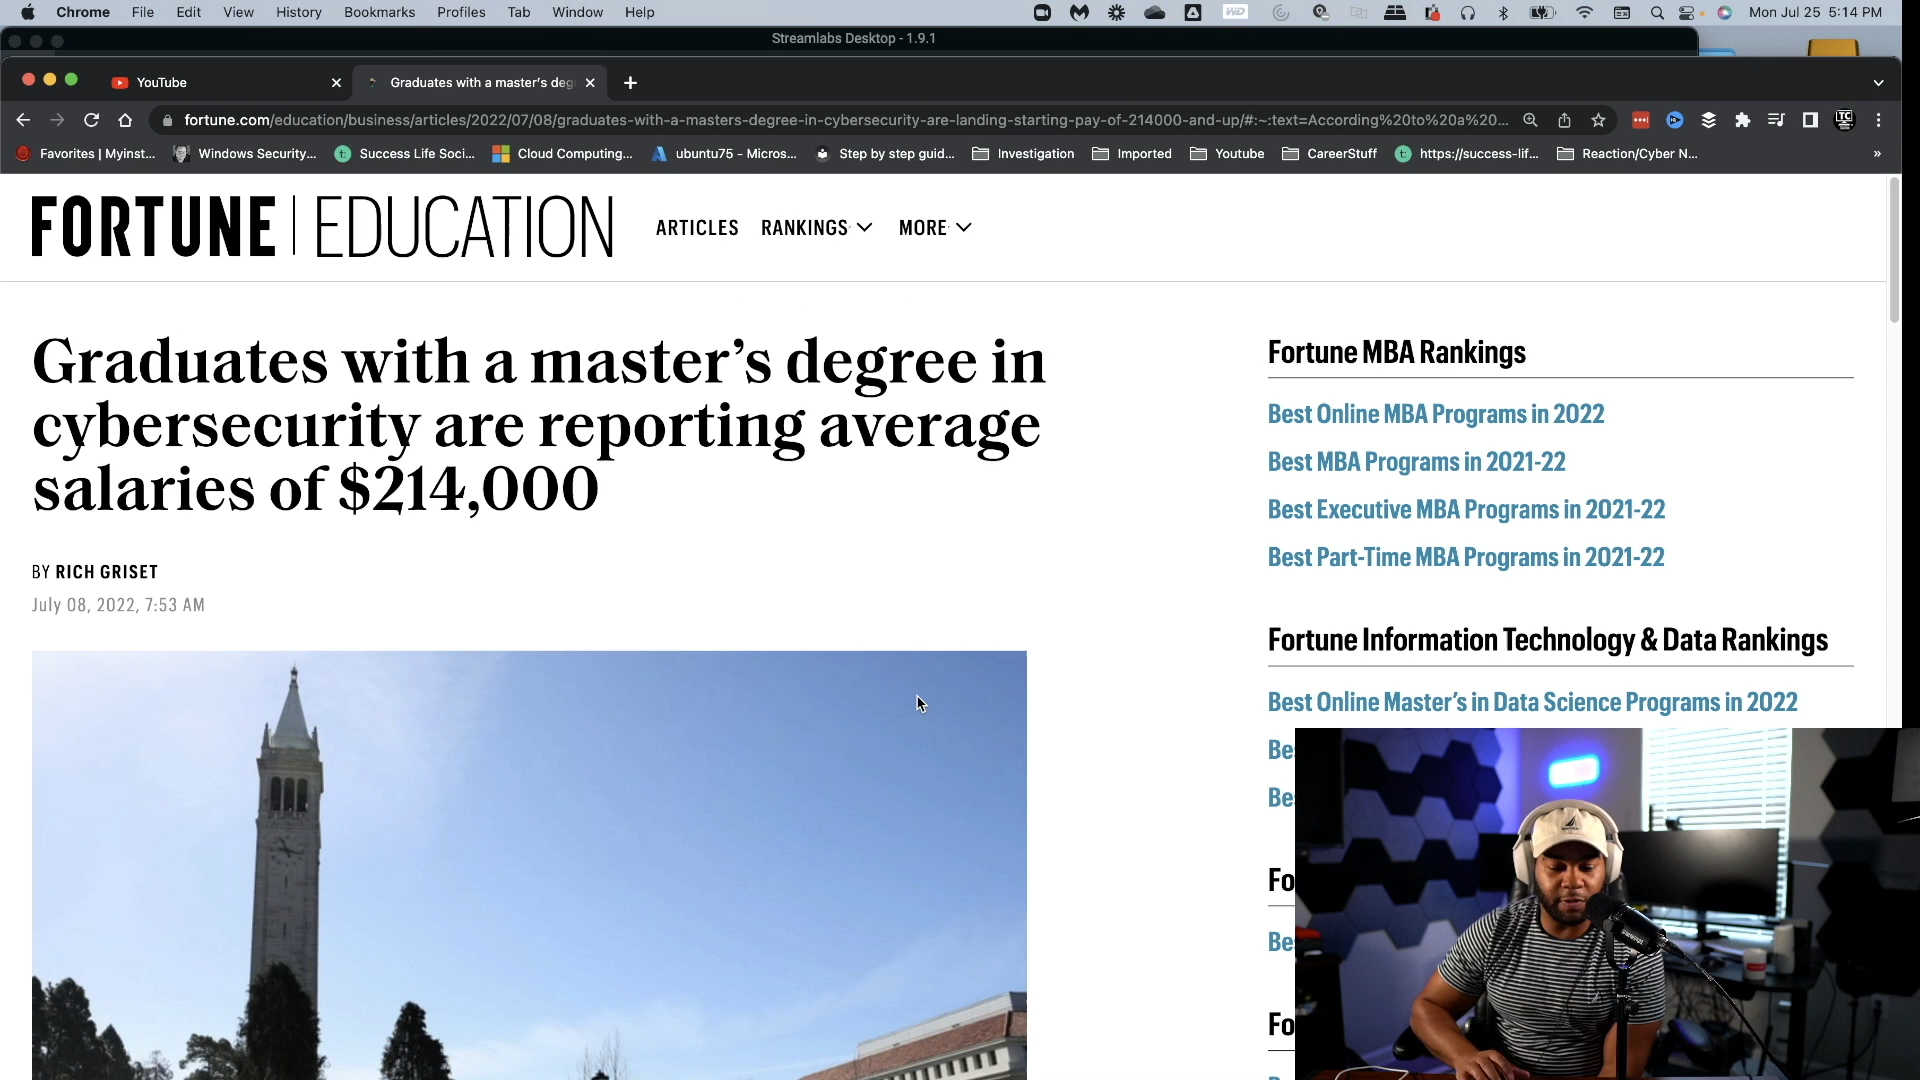 Chrome File Edit View History Bookmarks Profiles Tab Window Help Mon Jul 25 5:14 PM
Streamlabs Desktop - 1.9.1
YouTube Graduates with a master's deg
fortune.com/education/business/articles/2022/07/08/graduates-with-a-masters-degree-in-cybersecurity-are-landing-starting-pay-of-214000-and-up/#:~:text=According%20to%20a%20...
Favorites | Myinst... Windows Security... Success Life Soci... Cloud Computing... ubuntu75 - Micros... Step by step guid... Investigation Imported Youtube CareerStuff https://success-lif... Reaction/Cyber N... »
FORTUNE | EDUCATION ARTICLES RANKINGS MORE
Graduates with a master’s degree in
cybersecurity are reporting average
salaries of $214,000
BY RICH GRISET
July 08, 2022, 7:53 AM
Fortune MBA Rankings
Best Online MBA Programs in 2022
Best MBA Programs in 2021-22
Best Executive MBA Programs in 2021-22
Best Part-Time MBA Programs in 2021-22
Fortune Information Technology & Data Rankings
Best Online Master’s in Data Science Programs in 2022
Be
Be
Fo
Be
Fo